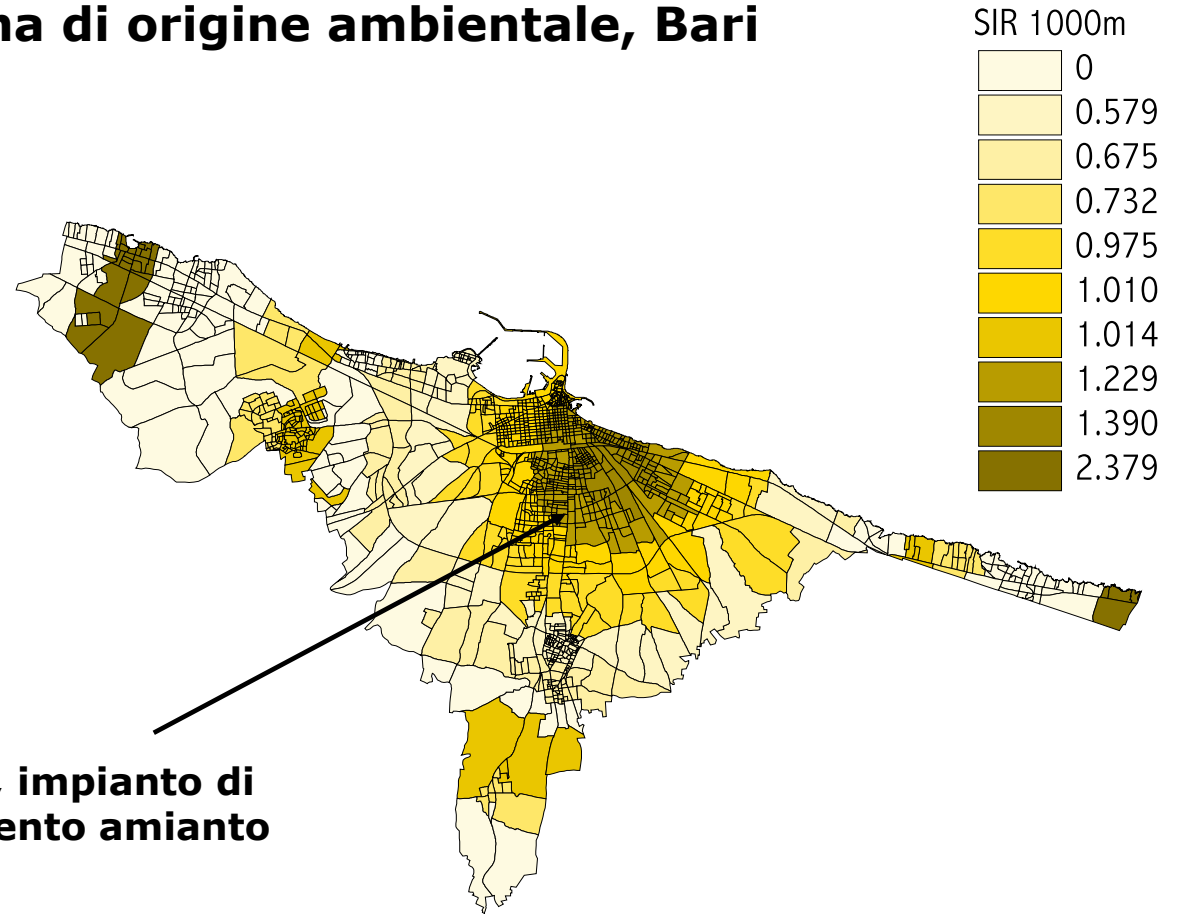 na di origine ambientale, Bari
SIR 1000m
0
0.579
0.675
0.732
0.975
1.010
1.014
1.229
1.390
2.379
impianto di
ento amianto